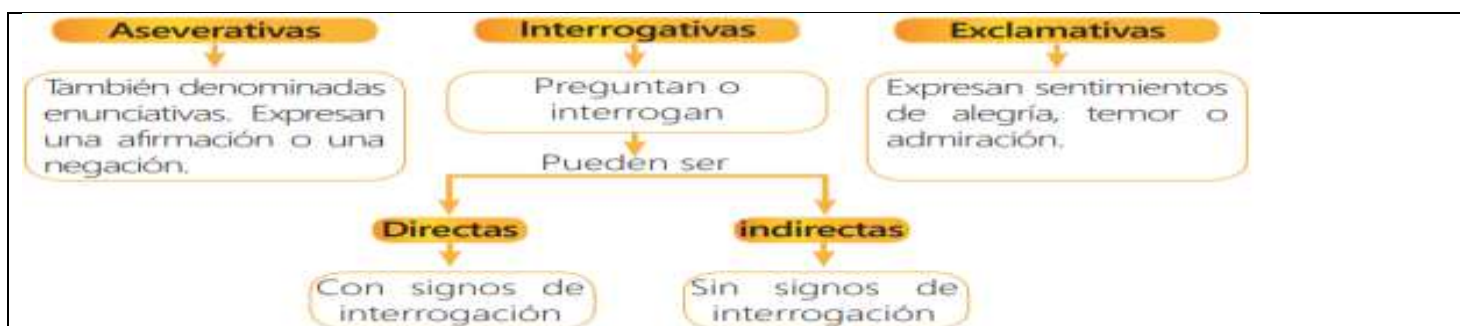 Aseverativas
También denominadas
enunciativas. Expresan
una afirmación o una
negación.
Interrogativas
Preguntan o
interrogan
Pueden ser
Directas
Con signos de
interrogación
indirectas
Sin signos de
interrogación
Exclamativas
Expresan sentimientos
de alegría, temor o
admiración.